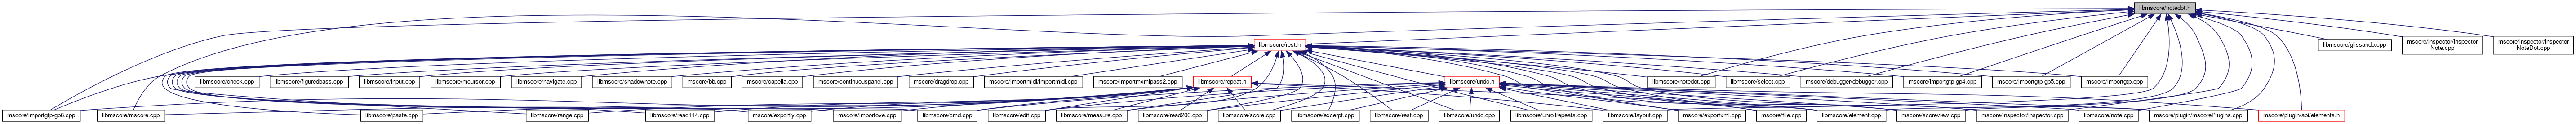 libmscore/notedot.h
libmscore/rest.h
libmscore/glissando.cpp
mscore/inspector/inspector
Note.cpp
mscore/inspector/inspector
NoteDot.cpp
libmscore/check.cpp
libmscore/figuredbass.cpp
libmscore/input.cpp
libmscore/mcursor.cpp
libmscore/navigate.cpp
libmscore/shadownote.cpp
mscore/bb.cpp
mscore/capella.cpp
mscore/continuouspanel.cpp
mscore/dragdrop.cpp
mscore/importmidi/importmidi.cpp
mscore/importmxmlpass2.cpp
libmscore/repeat.h
libmscore/undo.h
libmscore/notedot.cpp
libmscore/select.cpp
mscore/debugger/debugger.cpp
mscore/importgtp-gp4.cpp
mscore/importgtp-gp5.cpp
mscore/importgtp.cpp
mscore/importgtp-gp6.cpp
libmscore/mscore.cpp
libmscore/paste.cpp
libmscore/range.cpp
libmscore/read114.cpp
mscore/exportly.cpp
mscore/importove.cpp
libmscore/cmd.cpp
libmscore/edit.cpp
libmscore/measure.cpp
libmscore/read206.cpp
libmscore/score.cpp
libmscore/excerpt.cpp
libmscore/rest.cpp
libmscore/undo.cpp
libmscore/unrollrepeats.cpp
libmscore/layout.cpp
mscore/exportxml.cpp
mscore/file.cpp
libmscore/element.cpp
mscore/scoreview.cpp
mscore/inspector/inspector.cpp
libmscore/note.cpp
mscore/plugin/mscorePlugins.cpp
mscore/plugin/api/elements.h